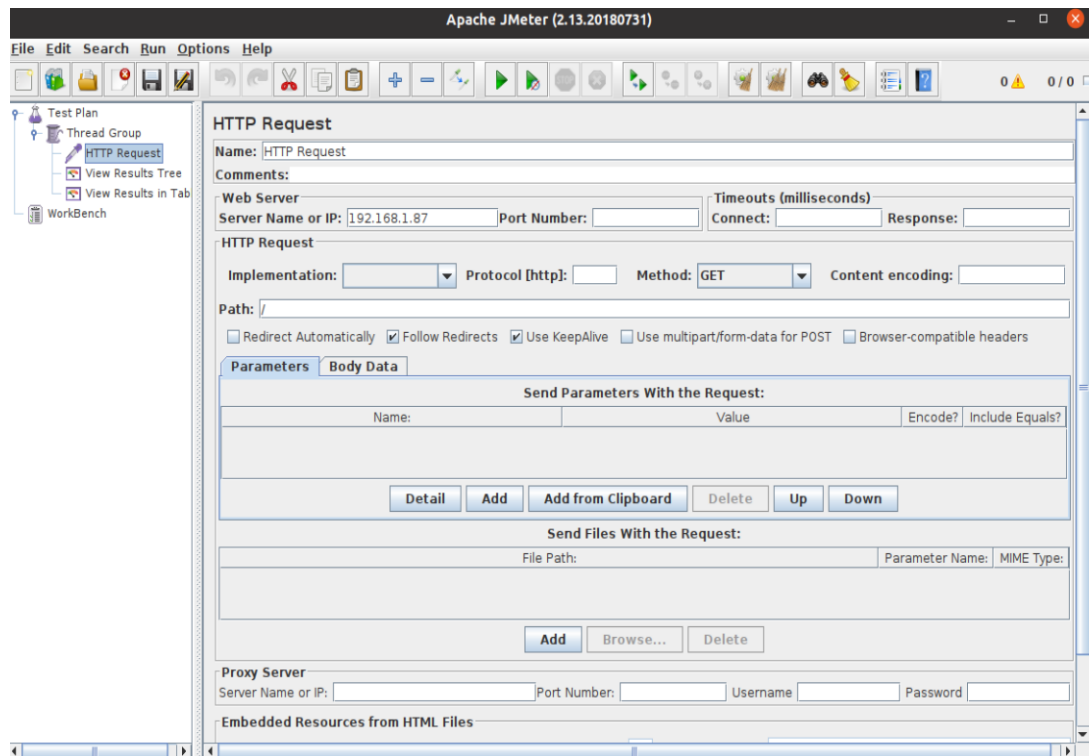 Apache JMeter (2.13.20180731)
File Edit Search Run Options Help
0 0 / 0
Test Plan
Thread Group
HTTP Request
View Results Tree
View Results in Tab
WorkBench
HTTP Request
Name: HTTP Request
Comments:
Web Server
Timeouts (milliseconds)
Server Name or IP: 192.168.1.87 Port Number: Connect: Response:
HTTP Request
Implementation: Protocol [http]: Method: GET Content encoding:
Path: /
Redirect Automatically Follow Redirects Use KeepAlive Use multipart/form-data for POST Browser-compatible headers
Parameters Body Data
Send Parameters With the Request:
Name: Value Encode? Include Equals?
Detail Add Add from Clipboard Delete Up Down
Send Files With the Request:
File Path: Parameter Name: MIME Type:
Add Browse... Delete
Proxy Server
Server Name or IP: Port Number: Username Password
Embedded Resources from HTML Files